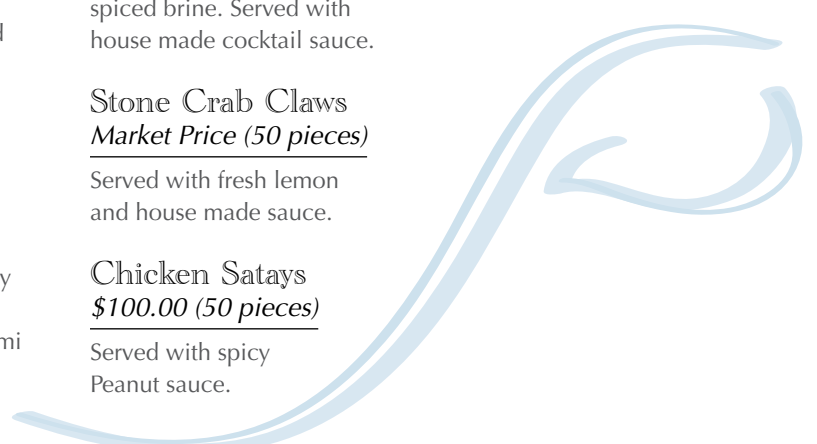 spiced brine. Served with
house made cocktail sauce.
Stone Crab Claws
Market Price (50 pieces)
Served with fresh lemon
and house made sauce.
Chicken Satays
$100.00 (50 pieces)
Served with spicy
Peanut sauce.